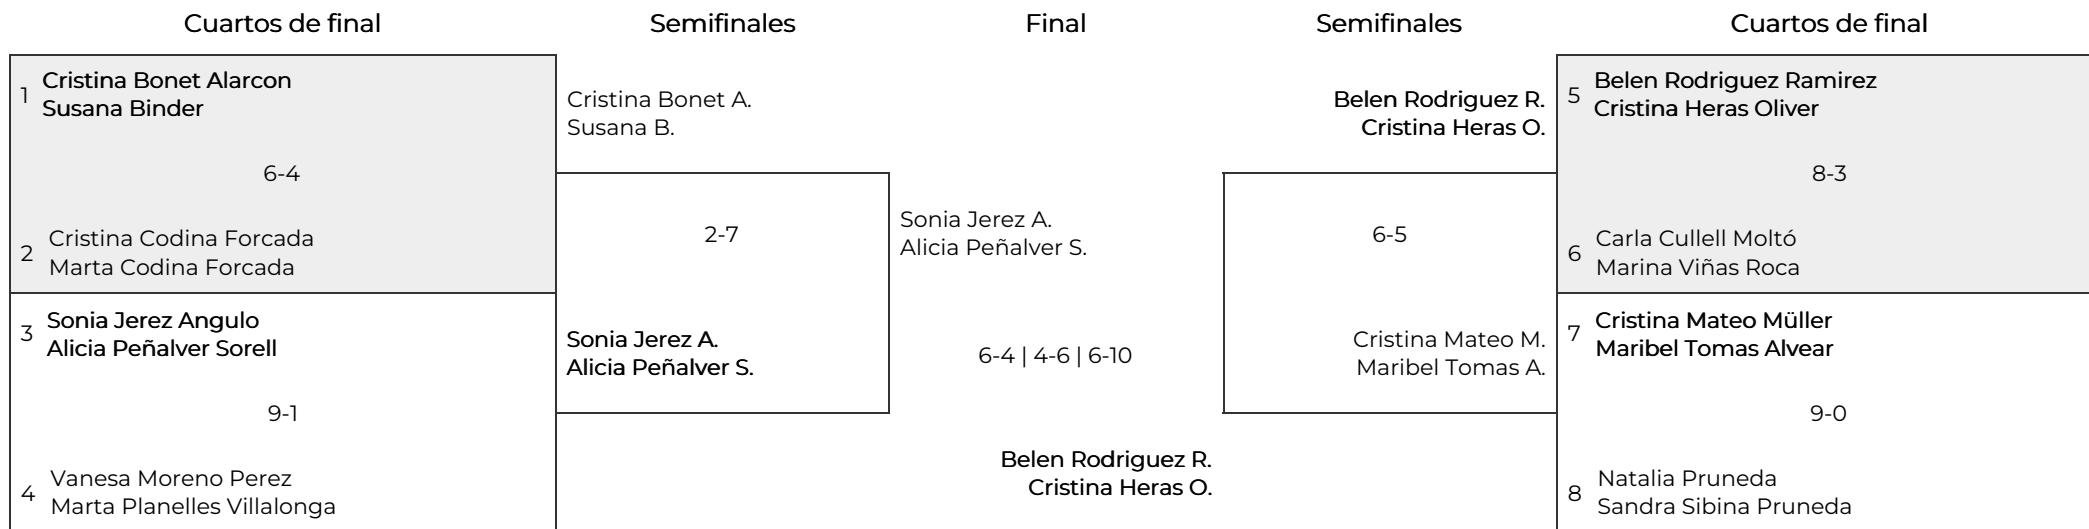 Cuartos de final
Semifinales
Final
Semifinales
Cuartos de final
1
Cristina Bonet Alarcon
Susana Binder
6-4
2
Cristina Codina Forcada
Marta Codina Forcada
3
Sonia Jerez Angulo
Alicia Peñalver Sorell
9-1
4
Vanesa Moreno Perez
Marta Planelles Villalonga
Cristina Bonet A.
Susana B.
2-7
Sonia Jerez A.
Alicia Peñalver S.
Sonia Jerez A.
Alicia Peñalver S.
6-4 | 4-6 | 6-10
Belen Rodriguez R.
Cristina Heras O.
Belen Rodriguez R.
Cristina Heras O.
6-5
Cristina Mateo M.
Maribel Tomas A.
5
Belen Rodriguez Ramirez
Cristina Heras Oliver
8-3
6
Carla Cullell Moltó
Marina Viñas Roca
7
Cristina Mateo Müller
Maribel Tomas Alvear
9-0
8
Natalia Pruneda
Sandra Sibina Pruneda